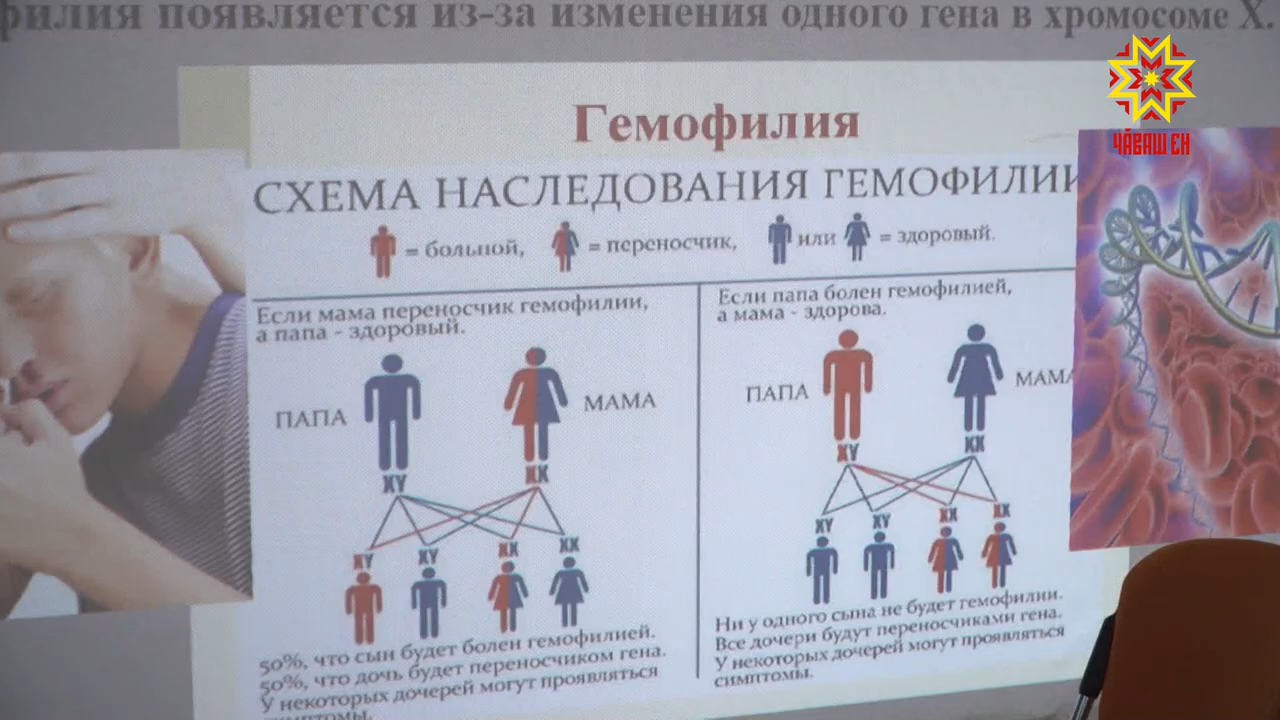 появляется из-за изменения одного гена в хромосоме X.
ЧӐВАШ ЕН
Гемофилия
СХЕМА НАСЛЕДОВАНИЯ ГЕМОФИЛИИ
= больной, = переносчик, или = здоровый.
Если мама переносчик гемофилии,
а папа - здоровый.
ПАПА МАМА
XY XX
XY XY XX XX
50%, что сын будет болен гемофилией.
50%, что дочь будет переносчиком гена.
У некоторых дочерей могут проявляться
симптомы.
Если папа болен гемофилией,
а мама - здорова.
ПАПА МАМА
XY XX
XY XY XX XX
Ни у одного сына не будет гемофилии.
Все дочери будут переносчиками гена.
У некоторых дочерей могут проявляться
симптомы.